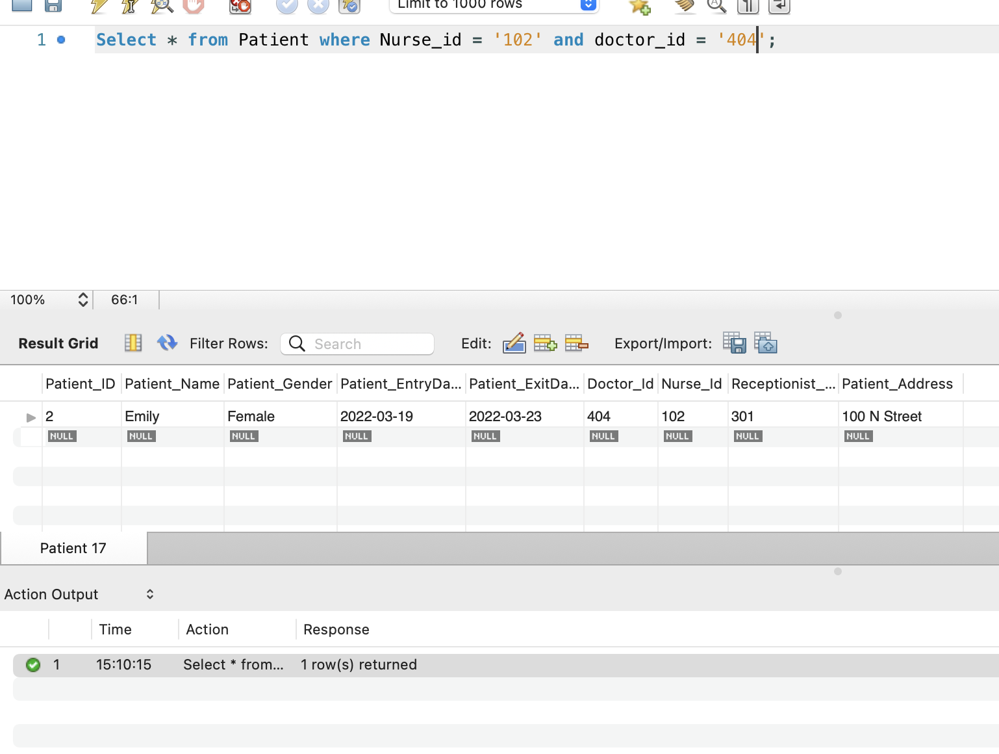 Limit to 1000 rows
1 Select * from Patient where Nurse_id = '102' and doctor_id = '404';
100% 66:1
Result Grid Filter Rows: Search Edit: Export/Import:
Patient_ID Patient_Name Patient_Gender Patient_EntryDa... Patient_ExitDa... Doctor_Id Nurse_Id Receptionist_... Patient_Address
2 Emily Female 2022-03-19 2022-03-23 404 102 301 100 N Street
NULL NULL NULL NULL NULL NULL NULL NULL NULL
Patient 17
Action Output
Time Action Response
1 15:10:15 Select * from... 1 row(s) returned